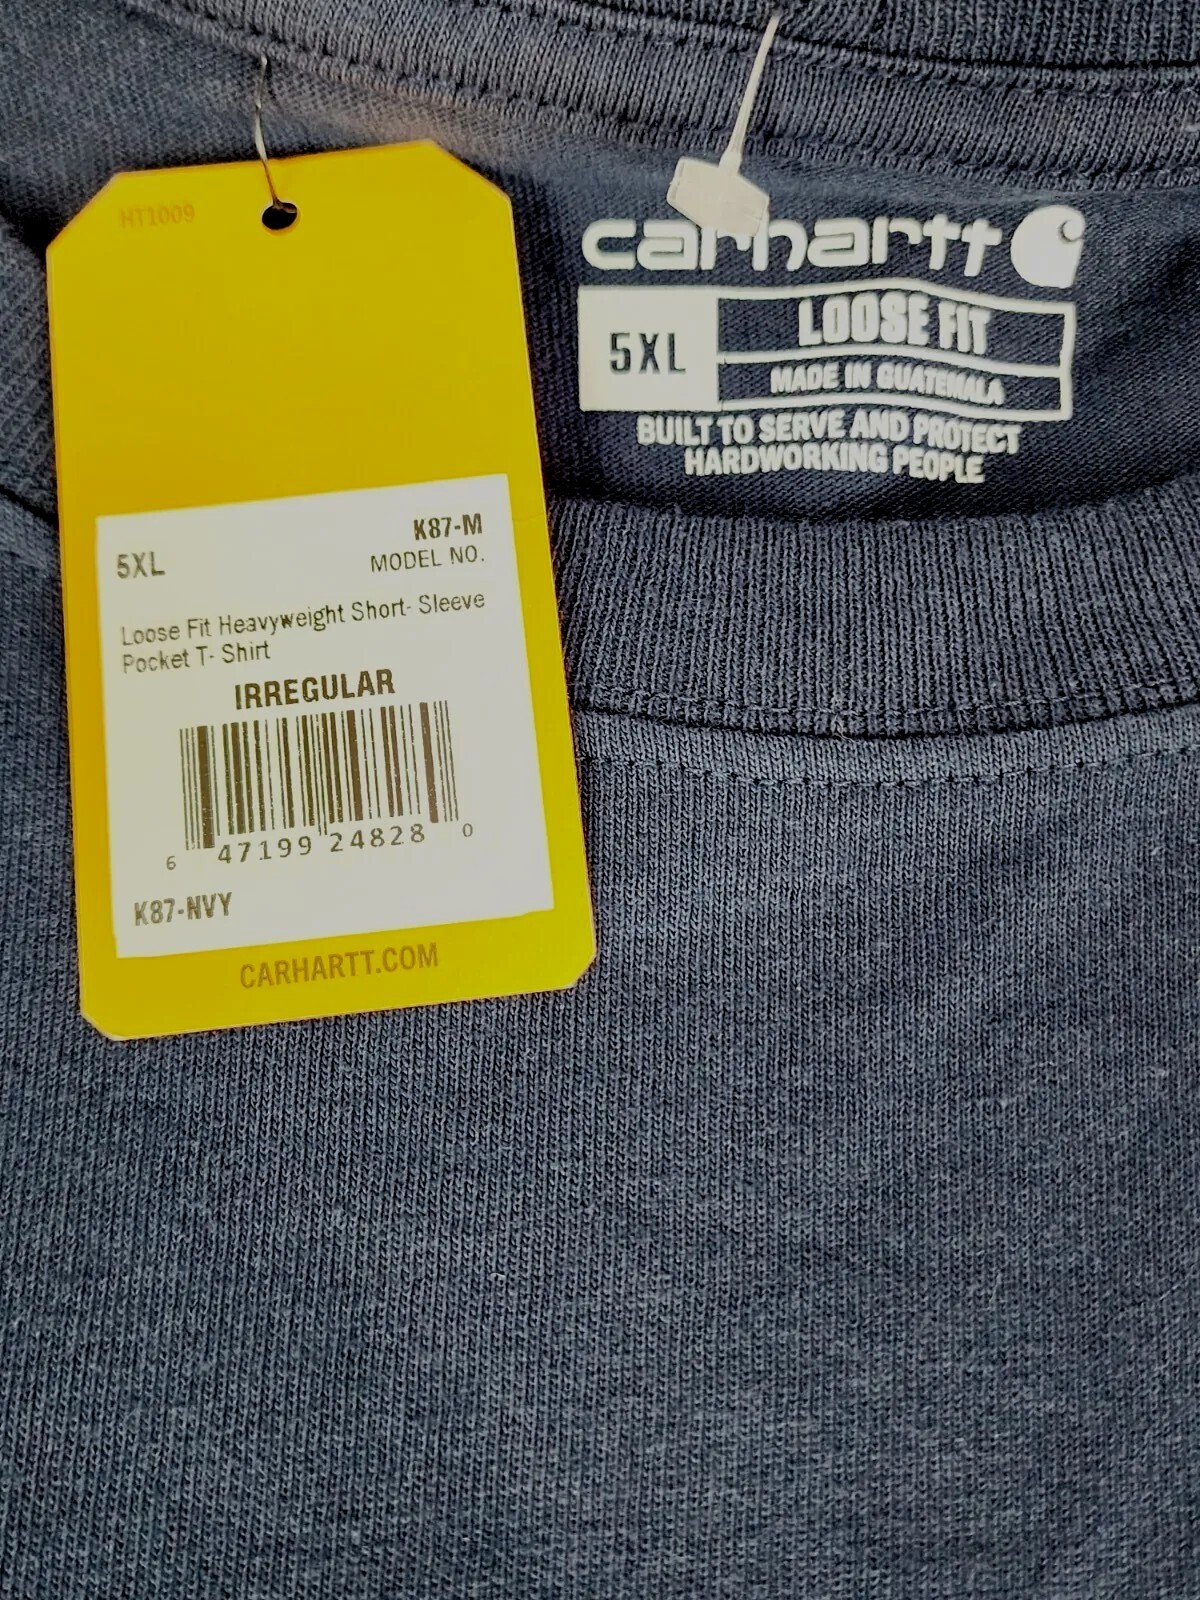 HT1009
carhartt
5XL
LOOSE FIT
MADE IN GUATEMALA
BUILT TO SERVE AND PROTECT
HARDWORKING PEOPLE
K87-M
5XL
MODEL NO.
Loose Fit Heavyweight Short- Sleeve
Pocket T- Shirt
IRREGULAR
6 47199 24828 0
K87-NVY
CARHARTT.COM